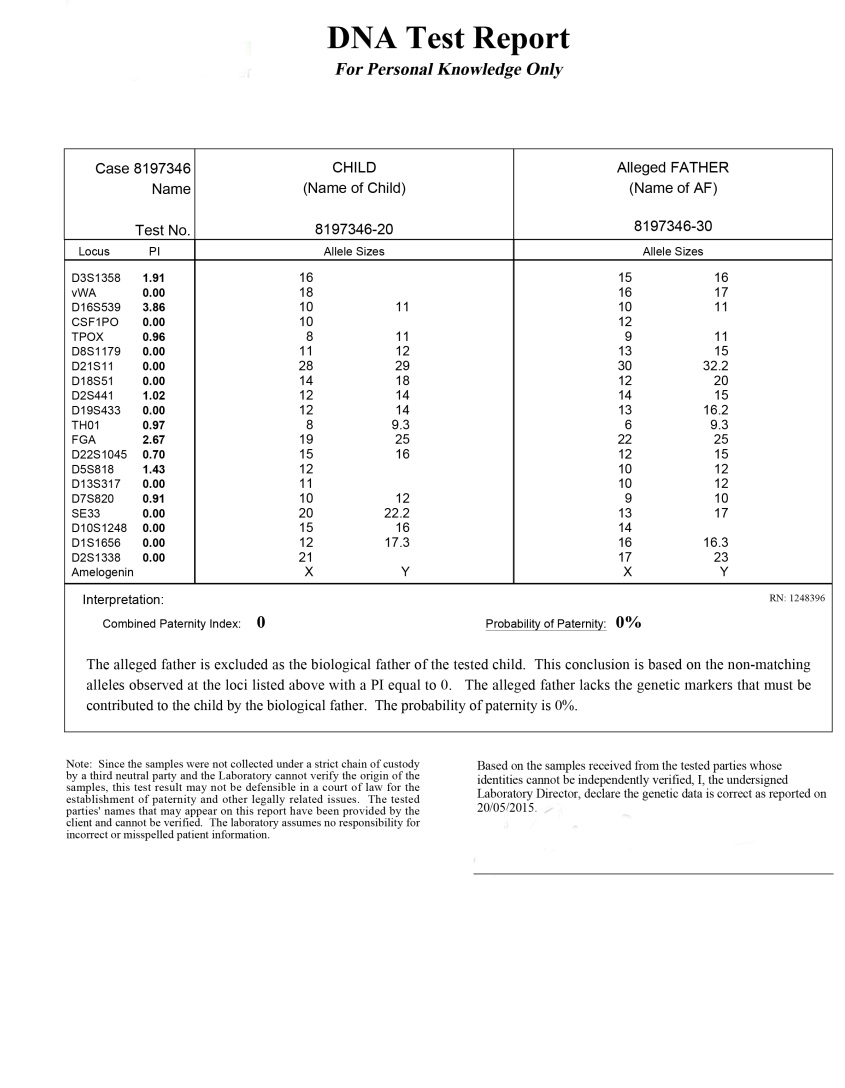 DNA Test Report
For Personal Knowledge Only
Case 8197346 CHILD Alleged FATHER
Name (Name of Child) (Name of AF)
Test No. 8197346-20 8197346-30
Locus PI Allele Sizes Allele Sizes
D3S1358 1.91 16 15 16
vWA 0.00 18 16 17
D16S539 3.86 10 11 10 11
CSF1PO 0.00 10 12
TPOX 0.96 8 11 9 11
D8S1179 0.00 11 12 13 15
D21S11 0.00 28 29 30 32.2
D18S51 0.00 14 18 12 20
D2S441 1.02 12 14 14 15
D19S433 0.00 12 14 13 16.2
TH01 0.97 8 9.3 6 9.3
FGA 2.67 19 25 22 25
D22S1045 0.70 15 16 12 15
D5S818 1.43 12 10 12
D13S317 0.00 11 10 12
D7S820 0.91 10 12 9 10
SE33 0.00 20 22.2 13 17
D10S1248 0.00 15 16 14
D1S1656 0.00 12 17.3 16 16.3
D2S1338 0.00 21 17 23
Amelogenin X Y X Y
Interpretation: RN: 1248396
Combined Paternity Index: 0 Probability of Paternity: 0%
The alleged father is excluded as the biological father of the tested child. This conclusion is based on the non-matching
alleles observed at the loci listed above with a PI equal to 0. The alleged father lacks the genetic markers that must be
contributed to the child by the biological father. The probability of paternity is 0%.
Note: Since the samples were not collected under a strict chain of custody
by a third neutral party and the Laboratory cannot verify the origin of the
samples, this test result may not be defensible in a court of law for the
establishment of paternity and other legally related issues. The tested
parties' names that may appear on this report have been provided by the
client and cannot be verified. The laboratory assumes no responsibility for
incorrect or misspelled patient information.
Based on the samples received from the tested parties whose
identities cannot be independently verified, I, the undersigned
Laboratory Director, declare the genetic data is correct as reported on
20/05/2015.